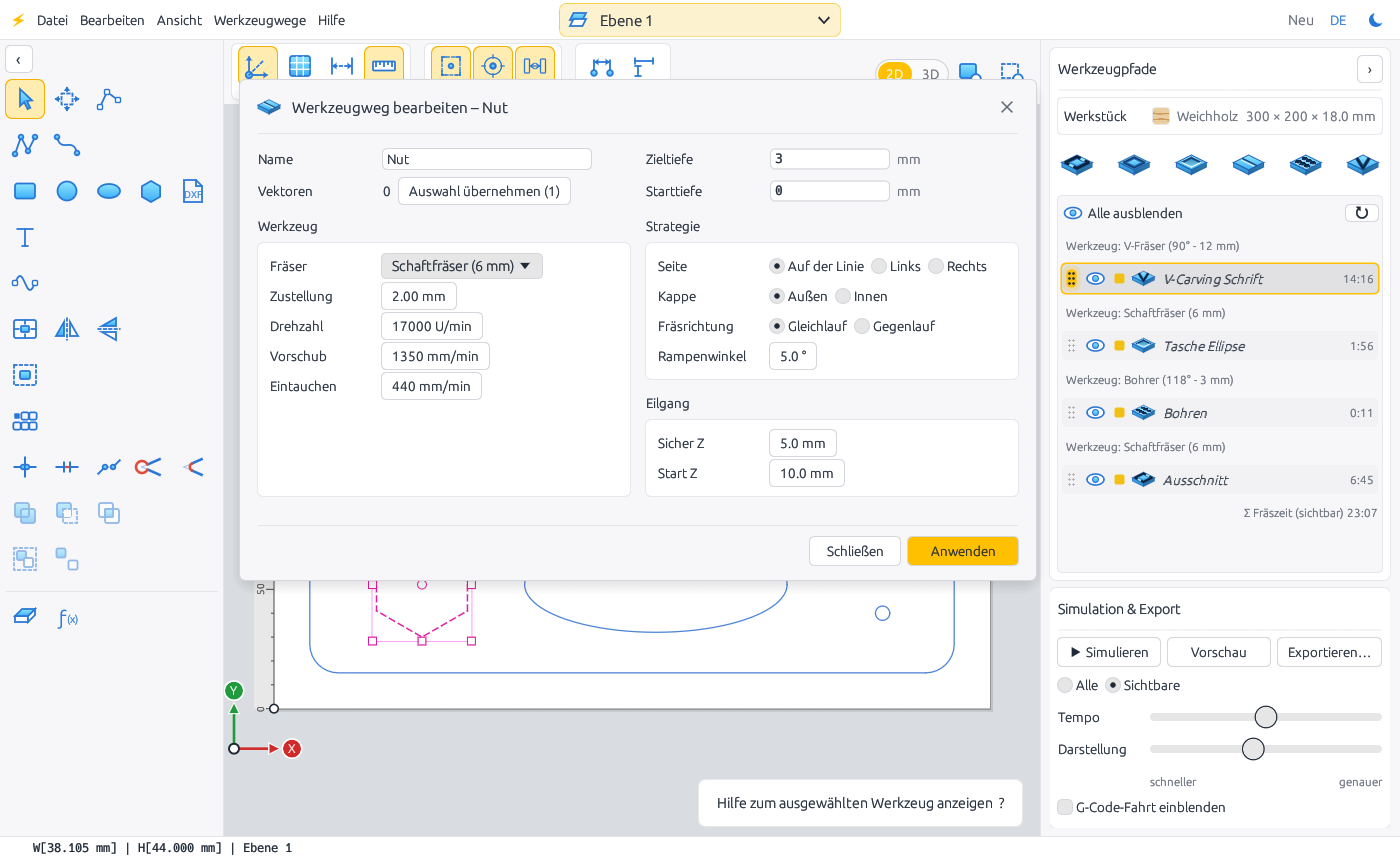 Datei Bearbeiten Ansicht Werkzeugwege Hilfe
Ebene 1
Neu DE
2D 3D
DXF
f(x)
Werkzeugweg bearbeiten – Nut
Name Nut
Vektoren 0 Auswahl übernehmen (1)
Werkzeug
Fräser Schaftfräser (6 mm)
Zustellung 2.00 mm
Drehzahl 17000 U/min
Vorschub 1350 mm/min
Eintauchen 440 mm/min
Zieltiefe 3 mm
Starttiefe 0 mm
Strategie
Seite Auf der Linie Links Rechts
Kappe Außen Innen
Fräsrichtung Gleichlauf Gegenlauf
Rampenwinkel 5.0 °
Eilgang
Sicher Z 5.0 mm
Start Z 10.0 mm
Schließen Anwenden
50
0
Y
X
Hilfe zum ausgewählten Werkzeug anzeigen ?
Werkzeugpfade
Werkstück Weichholz 300 × 200 × 18.0 mm
Alle ausblenden
Werkzeug: V-Fräser (90° - 12 mm)
V-Carving Schrift 14:16
Werkzeug: Schaftfräser (6 mm)
Tasche Ellipse 1:56
Werkzeug: Bohrer (118° - 3 mm)
Bohren 0:11
Werkzeug: Schaftfräser (6 mm)
Ausschnitt 6:45
Σ Fräszeit (sichtbar) 23:07
Simulation & Export
Simulieren Vorschau Exportieren…
Alle Sichtbare
Tempo
Darstellung
schneller genauer
G-Code-Fahrt einblenden
W[38.105 mm] | H[44.000 mm] | Ebene 1